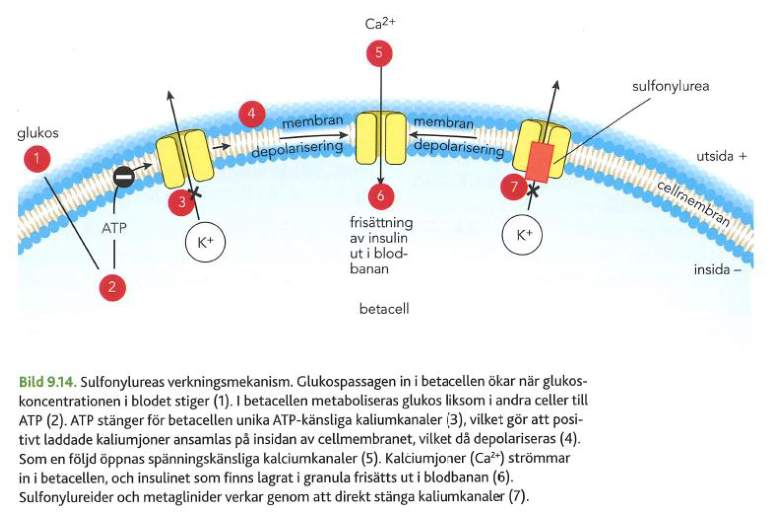 Ca2+
5
sulfonylurea
4
membran
depolarisering
membran
depolarisering
glukos
1
utsida +
3
7
6
cellmembran
ATP
K+
frisättning
av insulin
ut i blod-
banan
K+
insida –
2
betacell
Bild 9.14. Sulfonylureas verkningsmekanism. Glukospassagen in i betacellen ökar när glukos-
koncentrationen i blodet stiger (1). I betacellen metaboliseras glukos liksom i andra celler till
ATP (2). ATP stänger för betacellen unika ATP-känsliga kaliumkanaler (3), vilket gör att posi-
tivt laddade kaliumjoner ansamlas på insidan av cellmembranet, vilket då depolariseras (4).
Som en följd öppnas spänningskänsliga kalciumkanaler (5). Kalciumjoner (Ca2+) strömmar
in i betacellen, och insulinet som finns lagrat i granula frisätts ut i blodbanan (6).
Sulfonylureider och metaglinider verkar genom att direkt stänga kaliumkanaler (7).